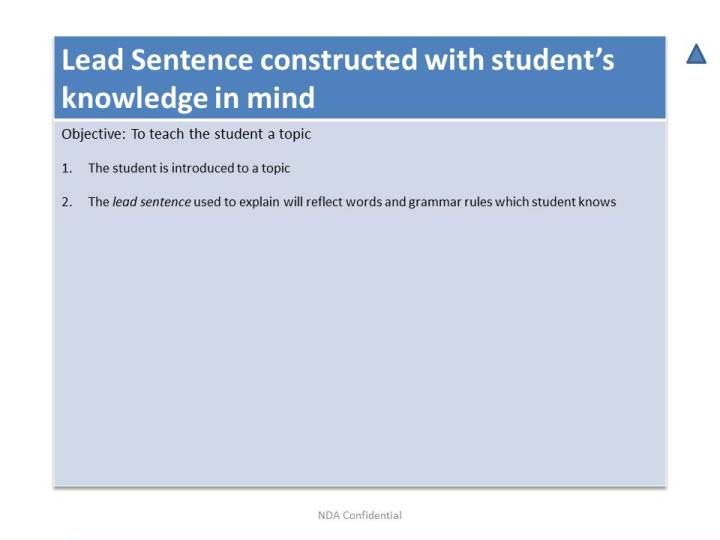 Lead Sentence constructed with student’s
knowledge in mind
Objective: To teach the student a topic
1. The student is introduced to a topic
2. The lead sentence used to explain will reflect words and grammar rules which student knows
NDA Confidential